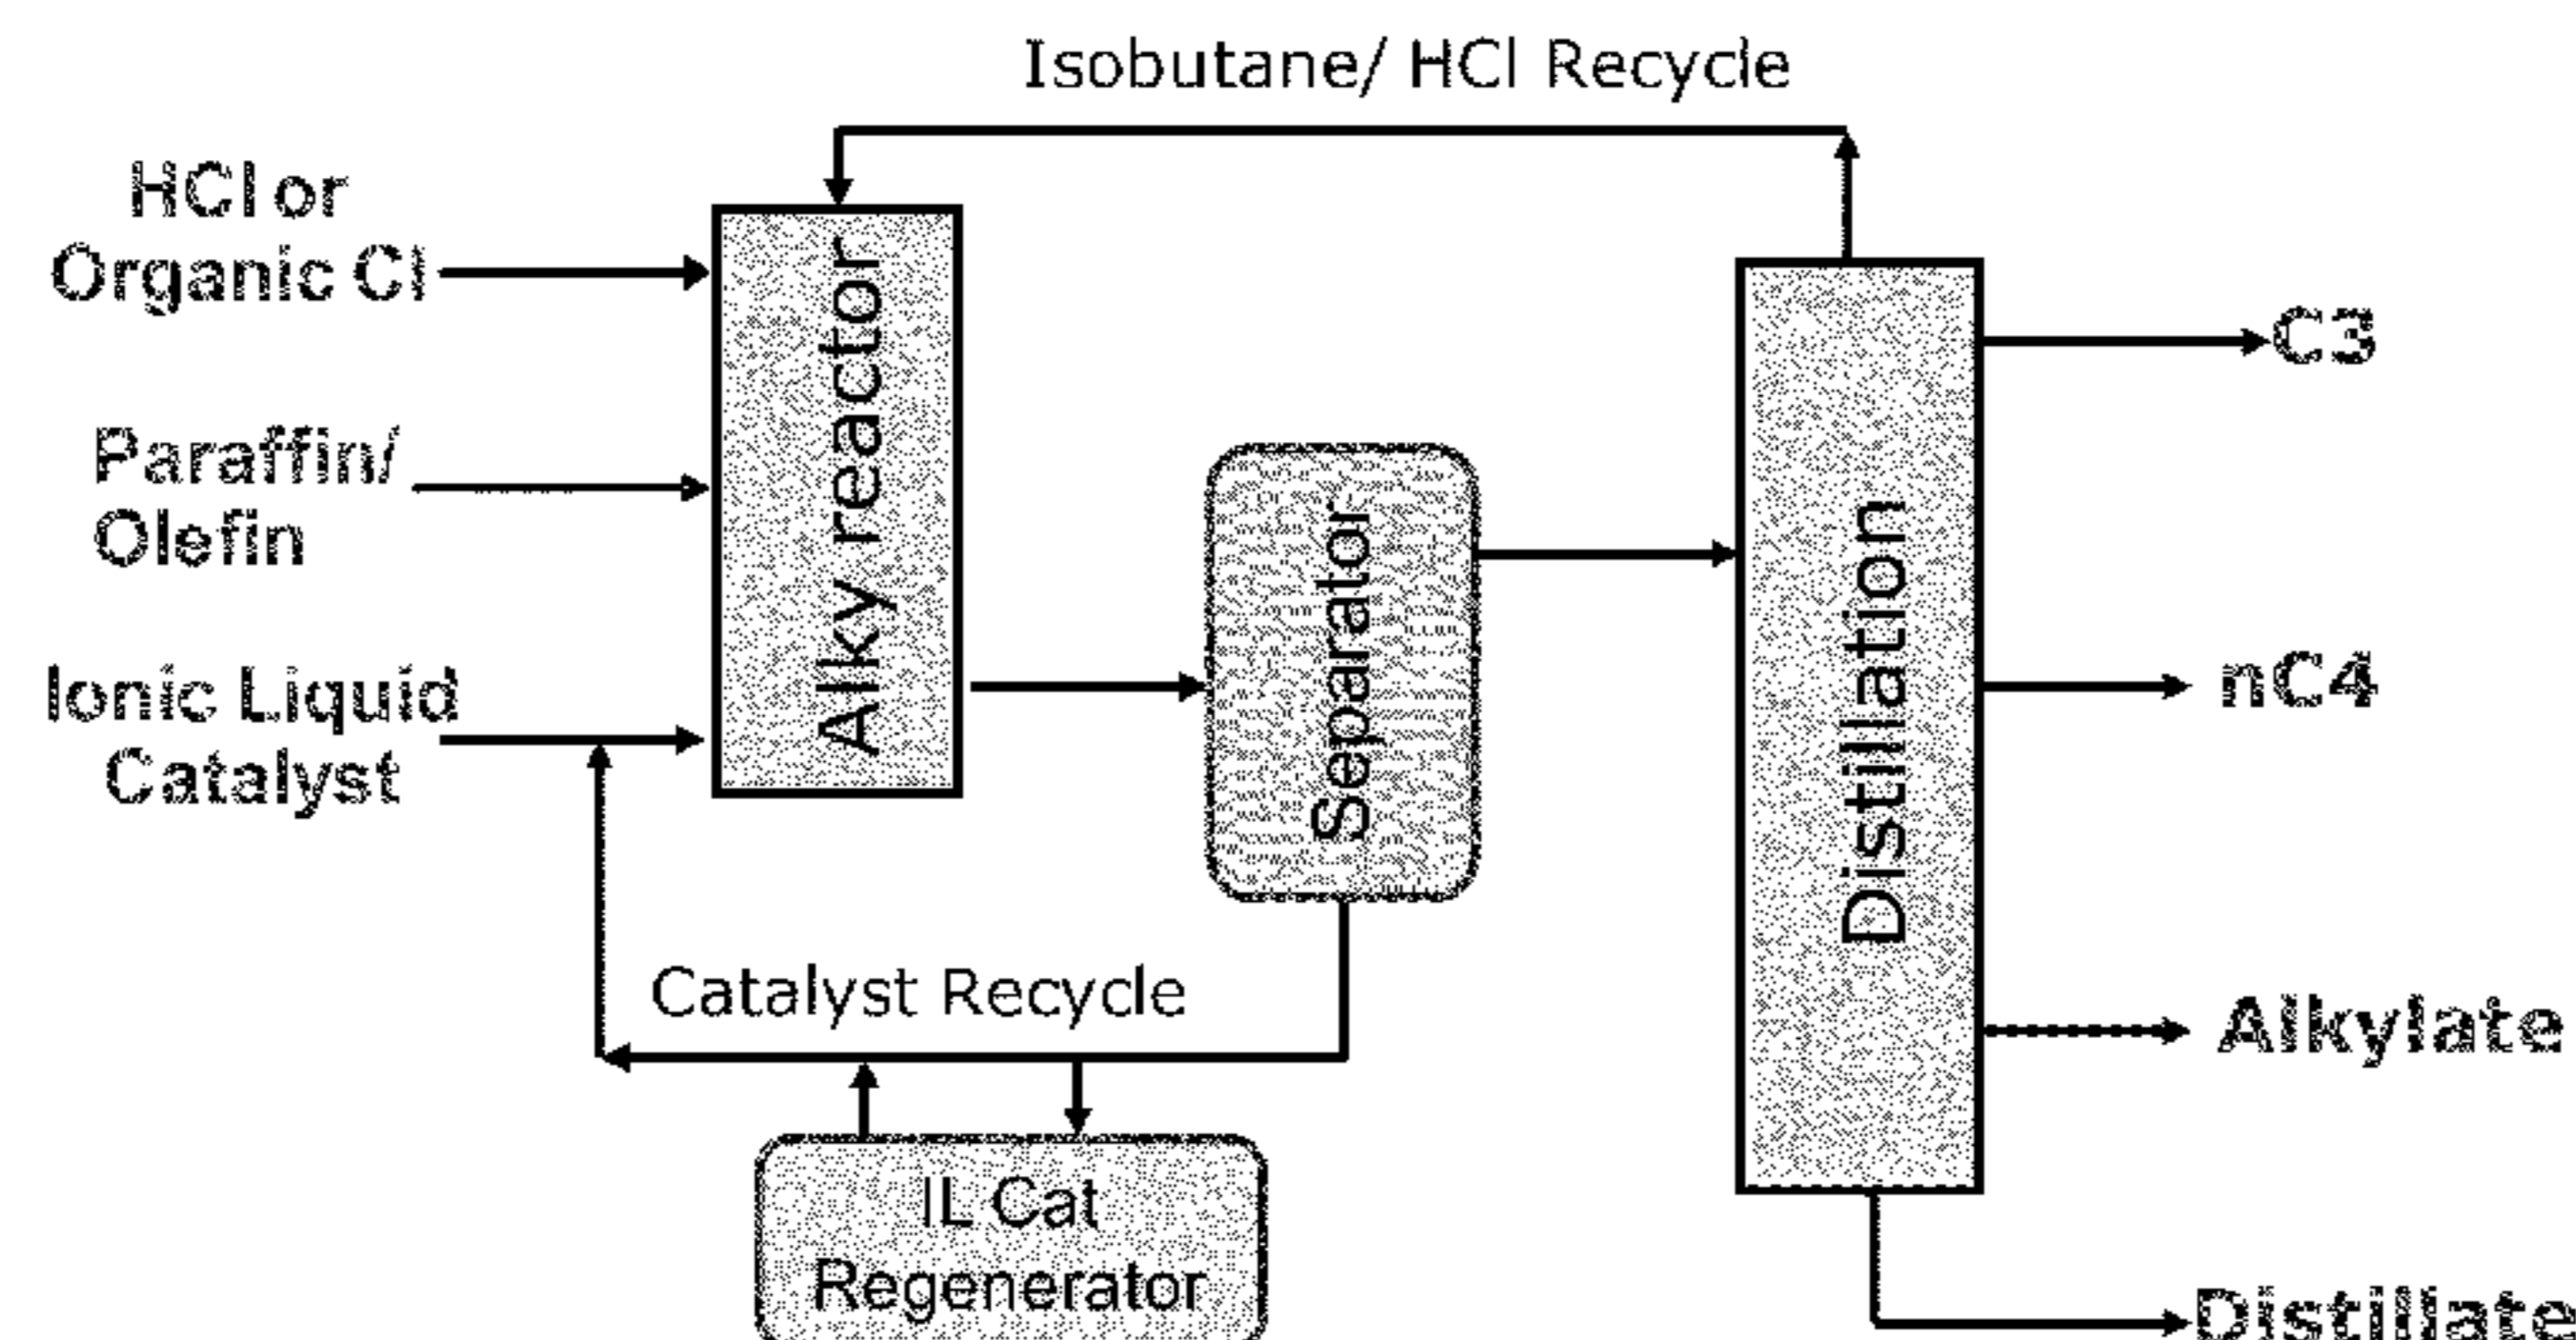 Isobutane/ HCl Recycle
HCl or
Organic Cl
Paraffin/
Olefin
Ionic Liquid
Catalyst
Alky reactor
Separator
Distillation
C3
nC4
Alkylate
Distillate
Catalyst Recycle
IL Cat
Regenerator